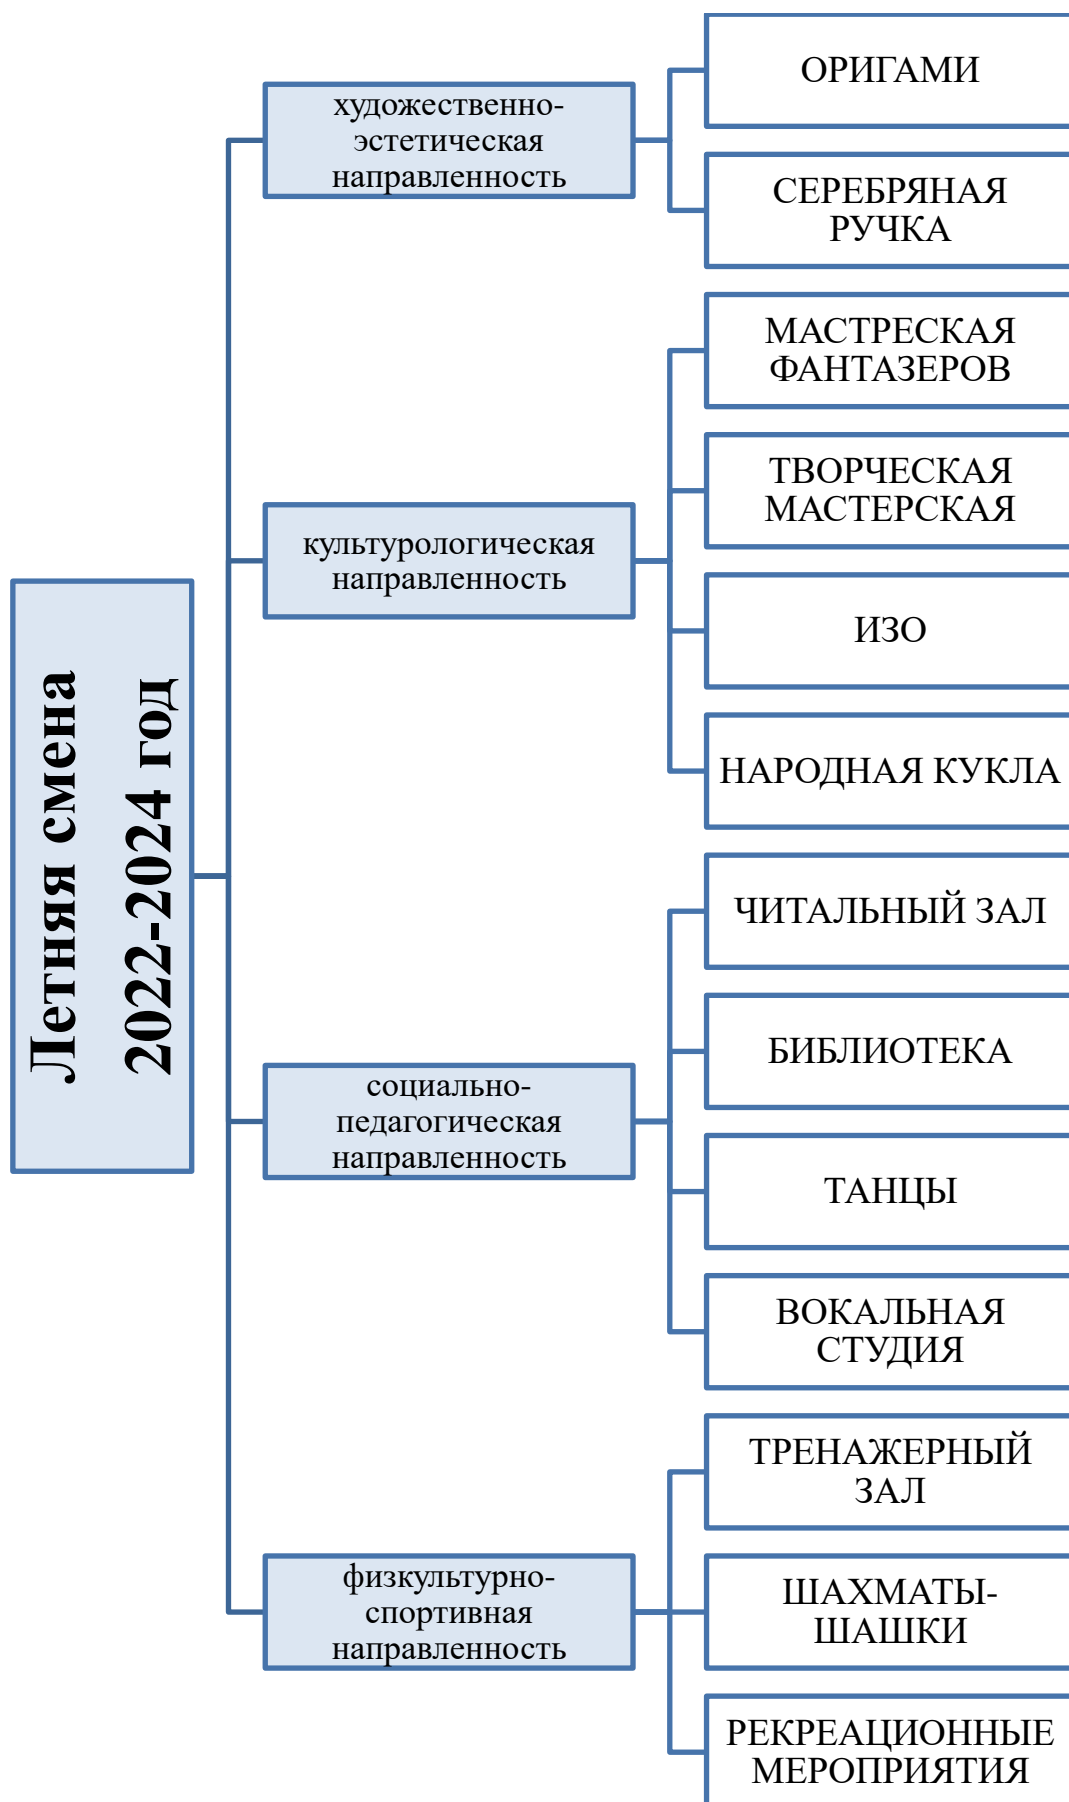 Летняя смена
2022-2024 год
художественно-
эстетическая
направленность
ОРИГАМИ
СЕРЕБРЯНАЯ
РУЧКА
культурологическая
направленность
МАСТРЕСКАЯ
ФАНТАЗЕРОВ
ТВОРЧЕСКАЯ
МАСТЕРСКАЯ
ИЗО
НАРОДНАЯ КУКЛА
социально-
педагогическая
направленность
ЧИТАЛЬНЫЙ ЗАЛ
БИБЛИОТЕКА
ТАНЦЫ
ВОКАЛЬНАЯ
СТУДИЯ
физкультурно-
спортивная
направленность
ТРЕНАЖЕРНЫЙ
ЗАЛ
ШАХМАТЫ-
ШАШКИ
РЕКРЕАЦИОННЫЕ
МЕРОПРИЯТИЯ